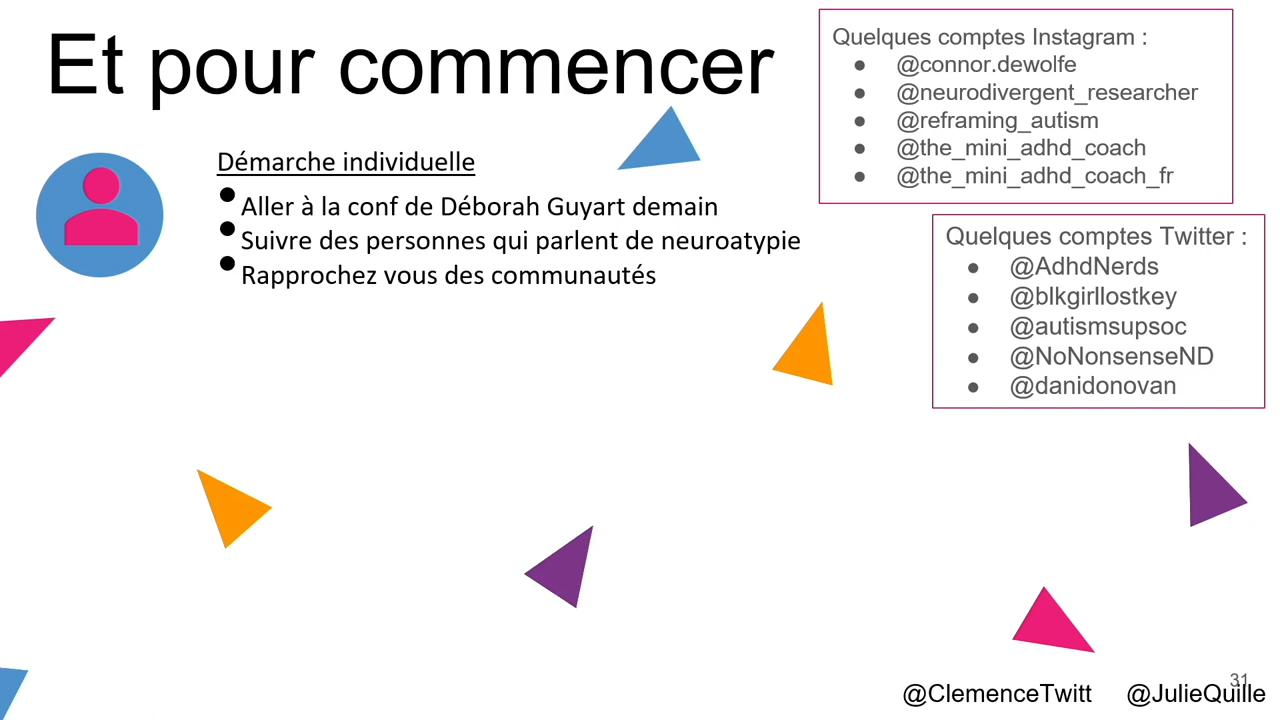 Et pour commencer
Démarche individuelle
● Aller à la conf de Déborah Guyart demain
● Suivre des personnes qui parlent de neuroatypie
● Rapprochez vous des communautés
Quelques comptes Instagram :
● @connor.dewolfe
● @neurodivergent_researcher
● @reframing_autism
● @the_mini_adhd_coach
● @the_mini_adhd_coach_fr
Quelques comptes Twitter :
● @AdhdNerds
● @blkgirllostkey
● @autismsupsoc
● @NoNonsenseND
● @danidonovan
31
@ClemenceTwitt @JulieQuille